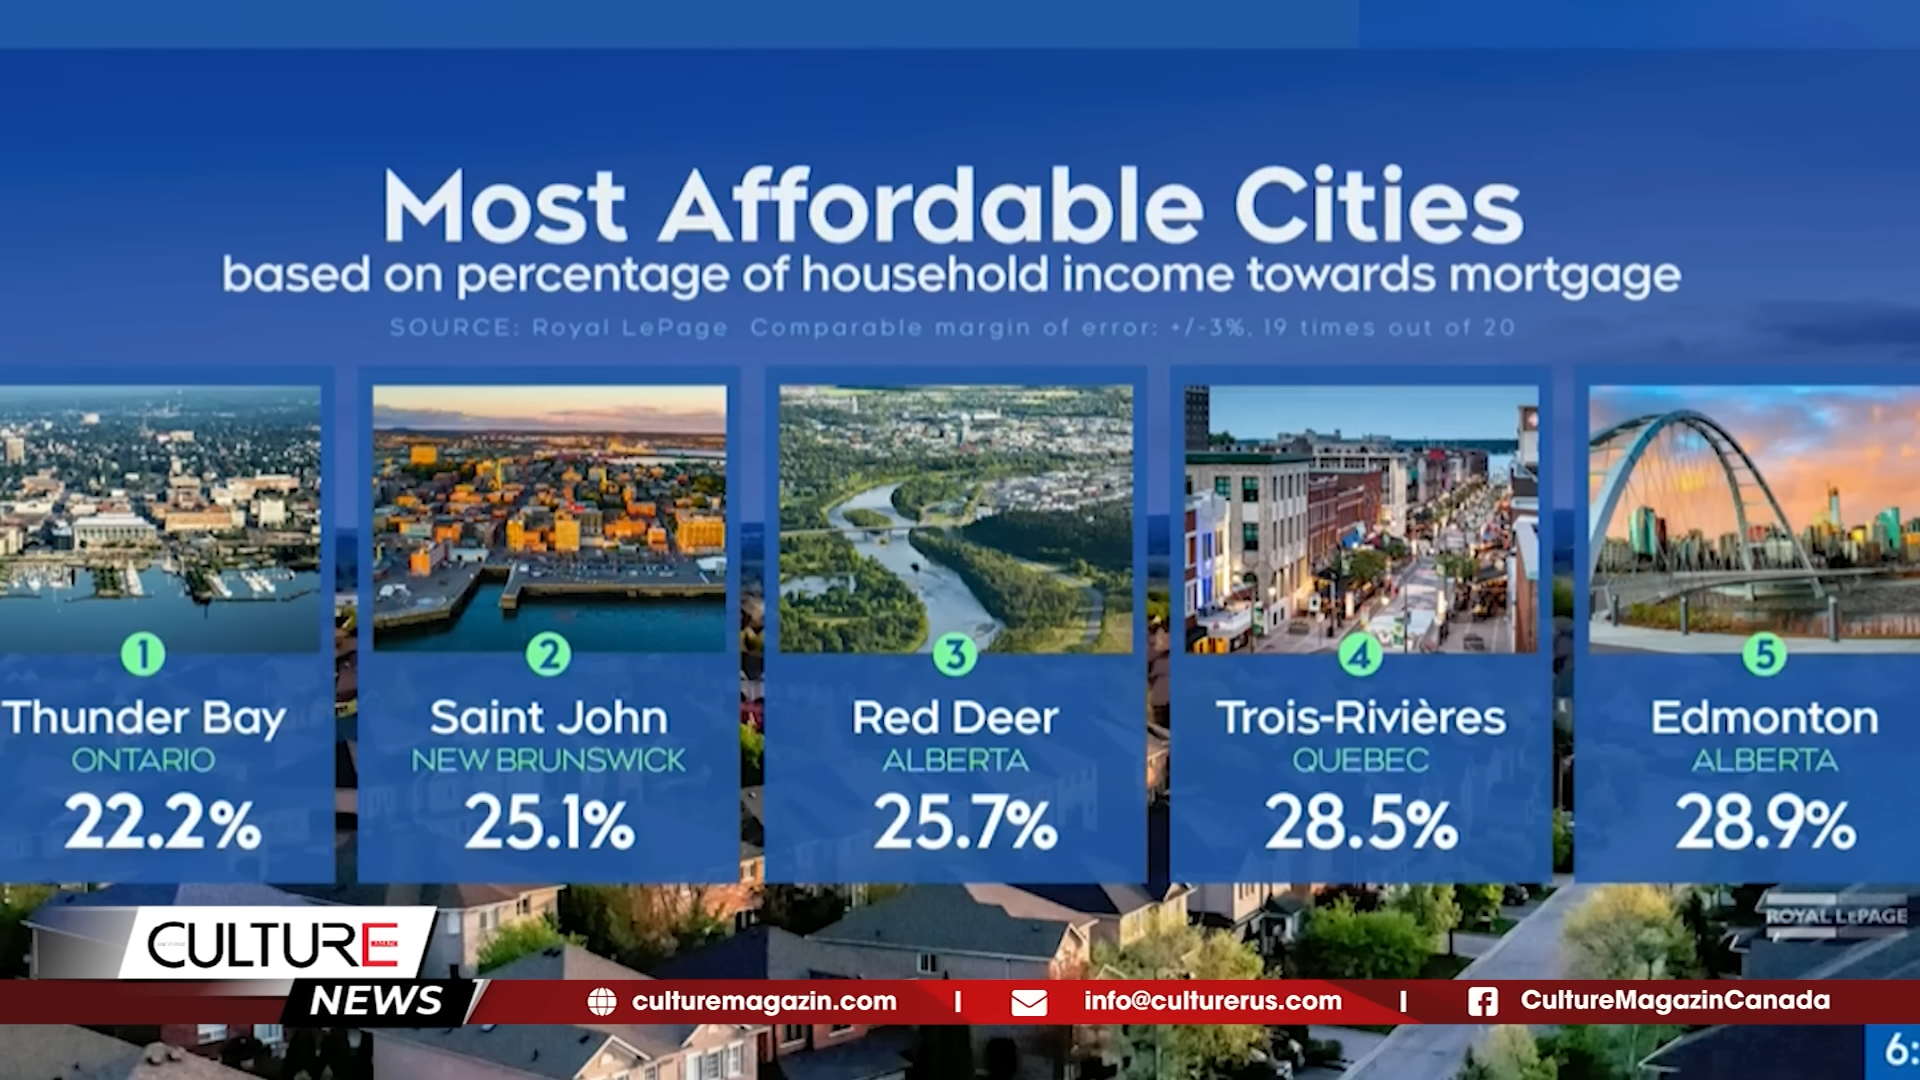 Most Affordable Cities
based on percentage of household income towards mortgage
SOURCE: Royal LePage Comparable margin of error: +/-3%, 19 times out of 20
1
Thunder Bay
ONTARIO
22.2%
2
Saint John
NEW BRUNSWICK
25.1%
3
Red Deer
ALBERTA
25.7%
4
Trois-Rivières
QUEBEC
28.5%
5
Edmonton
ALBERTA
28.9%
ROYAL LEPAGE
CULTURE
NEWS
culturemagazin.com | info@culturerus.com | CultureMagazinCanada
6: